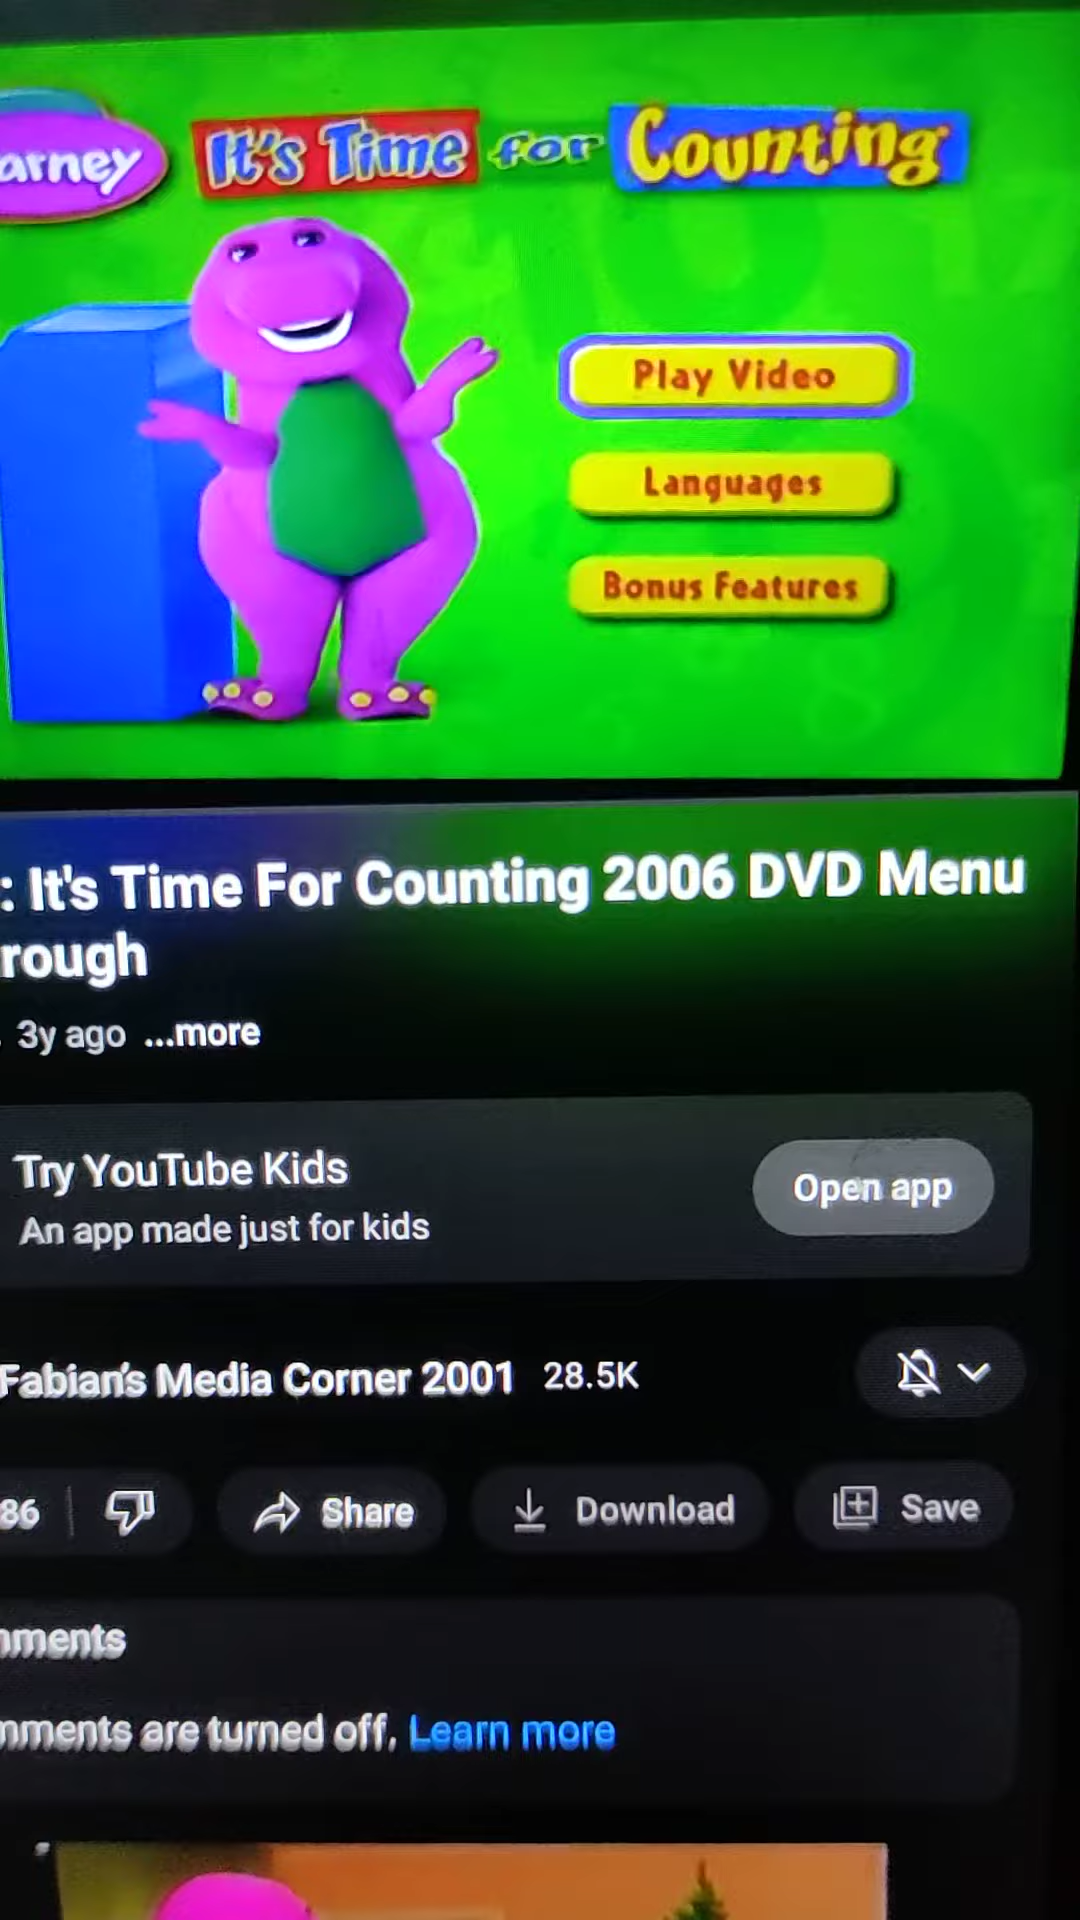 arney
It's Time for Counting
Play Video
Languages
Bonus Features
: It's Time For Counting 2006 DVD Menu
rough
3y ago ...more
Try YouTube Kids
An app made just for kids
Open app
Fabian's Media Corner 2001 28.5K
86
Share
Download
Save
mments
mments are turned off. Learn more